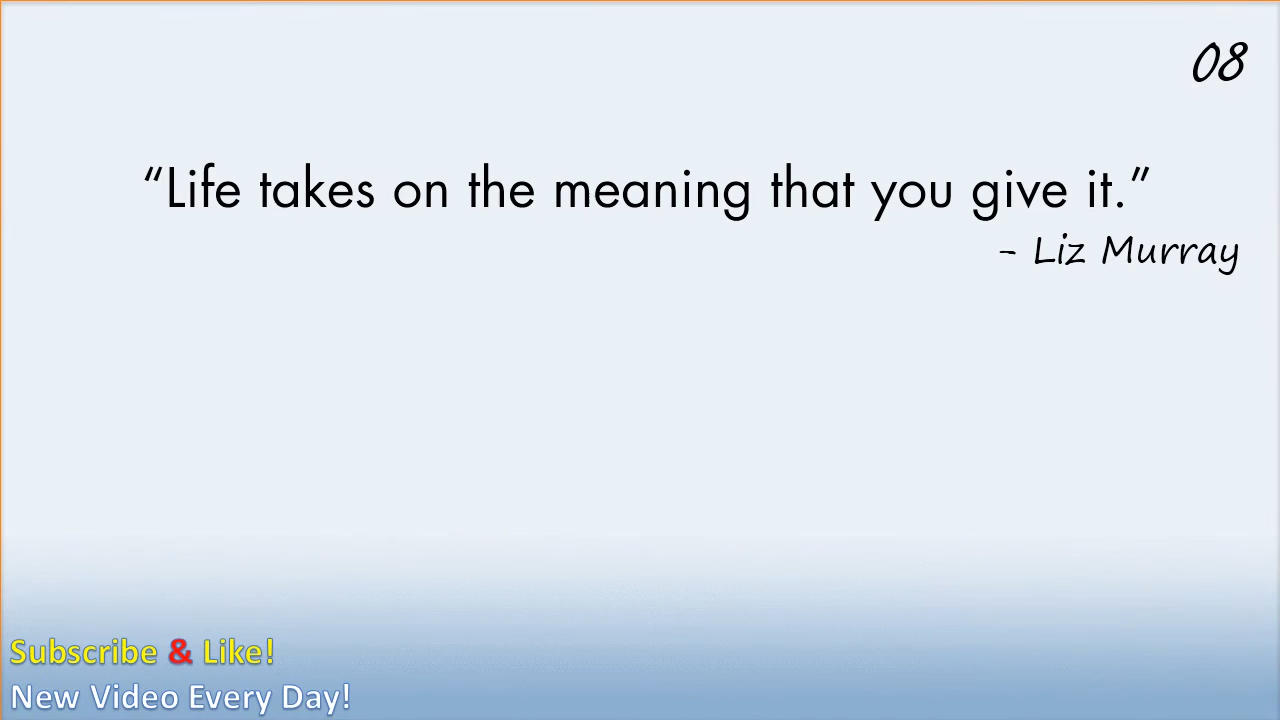 08
“Life takes on the meaning that you give it.”
- Liz Murray
Subscribe & Like!
New Video Every Day!